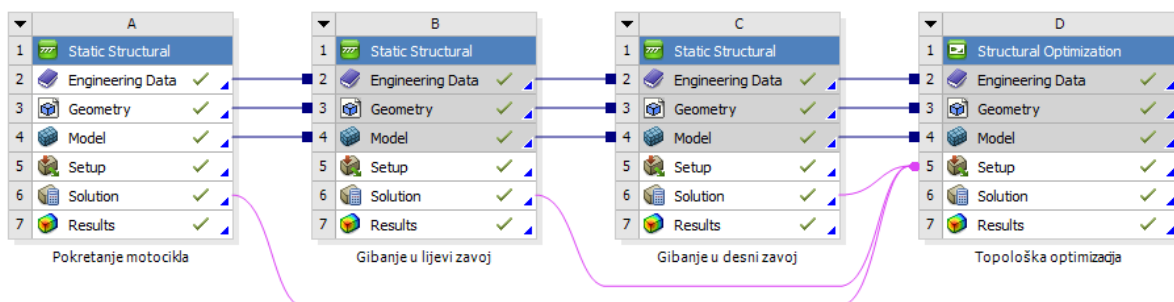 A
1 Static Structural
2 Engineering Data
3 Geometry
4 Model
5 Setup
6 Solution
7 Results
Pokretanje motocikla
B
1 Static Structural
2 Engineering Data
3 Geometry
4 Model
5 Setup
6 Solution
7 Results
Gibanje u lijevi zavoj
C
1 Static Structural
2 Engineering Data
3 Geometry
4 Model
5 Setup
6 Solution
7 Results
Gibanje u desni zavoj
D
1 Structural Optimization
2 Engineering Data
3 Geometry
4 Model
5 Setup
6 Solution
7 Results
Topološka optimizacija